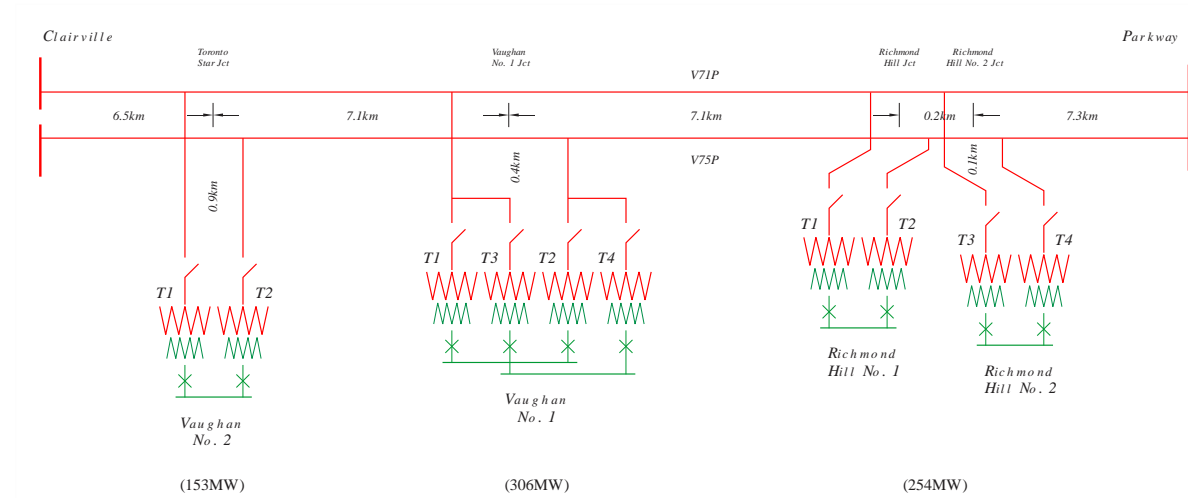 Clairville
Parkway
Toronto
Star Jct
Vaughan
No. 1 Jct
Richmond
Hill Jct
Richmond
Hill No. 2 Jct
V71P
6.5km
7.1km
7.1km
0.2km
7.3km
V75P
0.9km
0.4km
0.1km
T1
T2
T1
T3
T2
T4
T1
T2
T3
T4
Vaughan
No. 2
Vaughan
No. 1
Richmond
Hill No. 1
Richmond
Hill No. 2
(153MW)
(306MW)
(254MW)